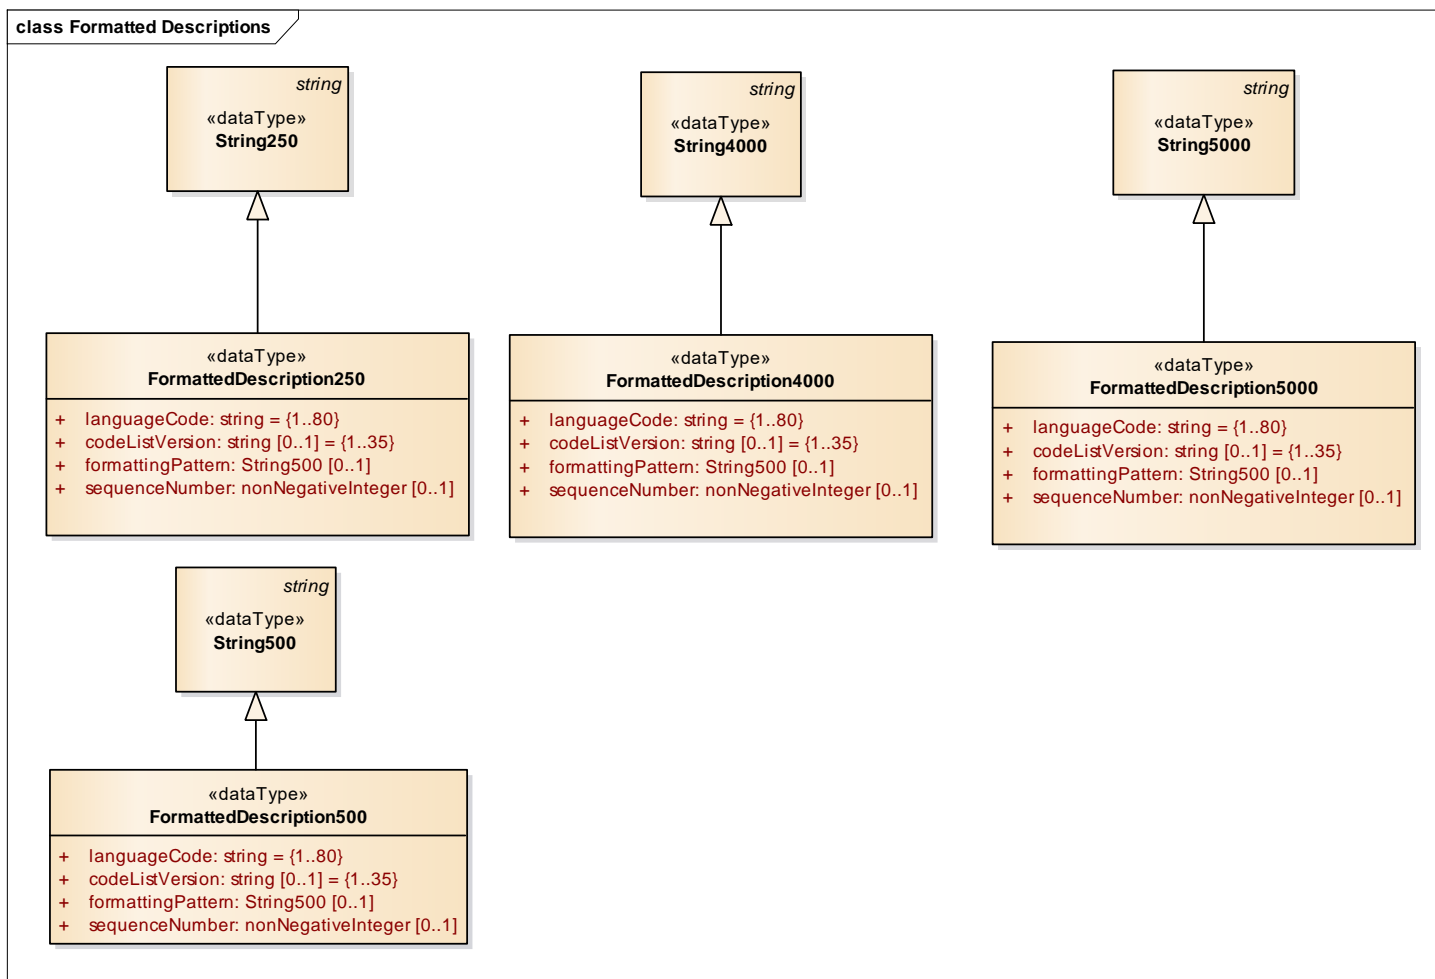 class Formatted Descriptions
string
«dataType»
String250
string
«dataType»
String4000
string
«dataType»
String5000
«dataType»
FormattedDescription250
+ languageCode: string = {1..80}
+ codeListVersion: string [0..1] = {1..35}
+ formattingPattern: String500 [0..1]
+ sequenceNumber: nonNegativeInteger [0..1]
«dataType»
FormattedDescription4000
+ languageCode: string = {1..80}
+ codeListVersion: string [0..1] = {1..35}
+ formattingPattern: String500 [0..1]
+ sequenceNumber: nonNegativeInteger [0..1]
«dataType»
FormattedDescription5000
+ languageCode: string = {1..80}
+ codeListVersion: string [0..1] = {1..35}
+ formattingPattern: String500 [0..1]
+ sequenceNumber: nonNegativeInteger [0..1]
string
«dataType»
String500
«dataType»
FormattedDescription500
+ languageCode: string = {1..80}
+ codeListVersion: string [0..1] = {1..35}
+ formattingPattern: String500 [0..1]
+ sequenceNumber: nonNegativeInteger [0..1]